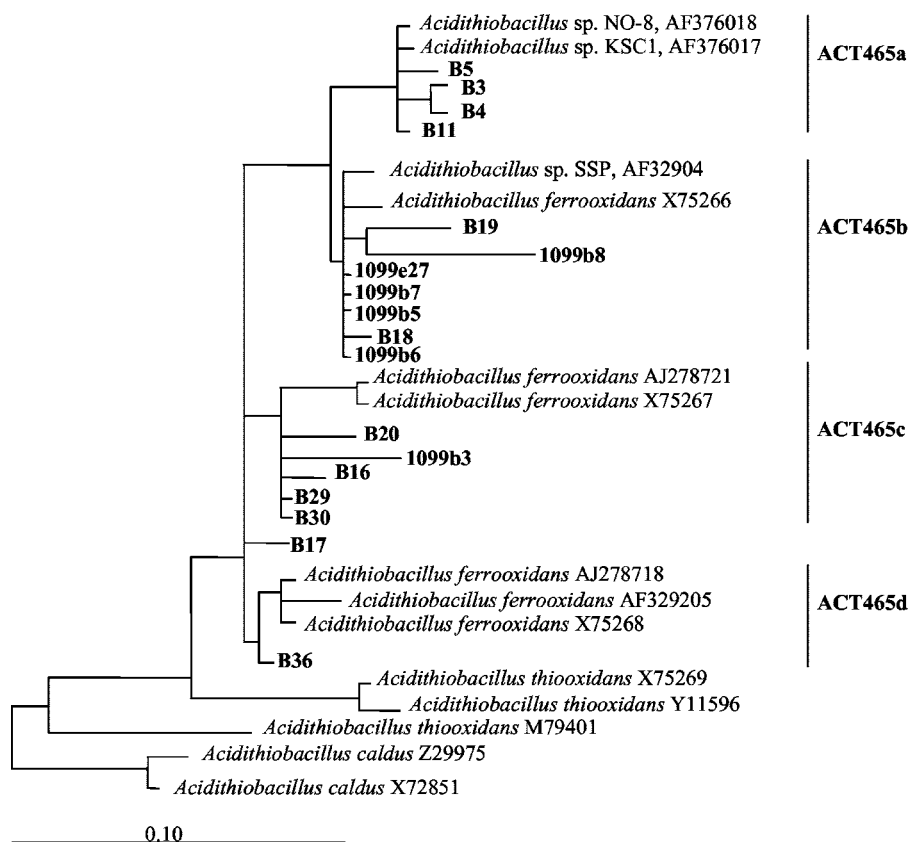 Acidithiobacillus sp. NO-8, AF376018
Acidithiobacillus sp. KSC1, AF376017
ACT465a
B5
B3
B4
B11
Acidithiobacillus sp. SSP, AF32904
Acidithiobacillus ferrooxidans X75266
ACT465b
B19
1099b8
1099e27
1099b7
1099b5
B18
1099b6
Acidithiobacillus ferrooxidans AJ278721
Acidithiobacillus ferrooxidans X75267
ACT465c
B20
1099b3
B16
B29
B30
B17
Acidithiobacillus ferrooxidans AJ278718
Acidithiobacillus ferrooxidans AF329205
ACT465d
Acidithiobacillus ferrooxidans X75268
B36
Acidithiobacillus thiooxidans X75269
Acidithiobacillus thiooxidans Y11596
Acidithiobacillus thiooxidans M79401
Acidithiobacillus caldus Z29975
Acidithiobacillus caldus X72851
0.10